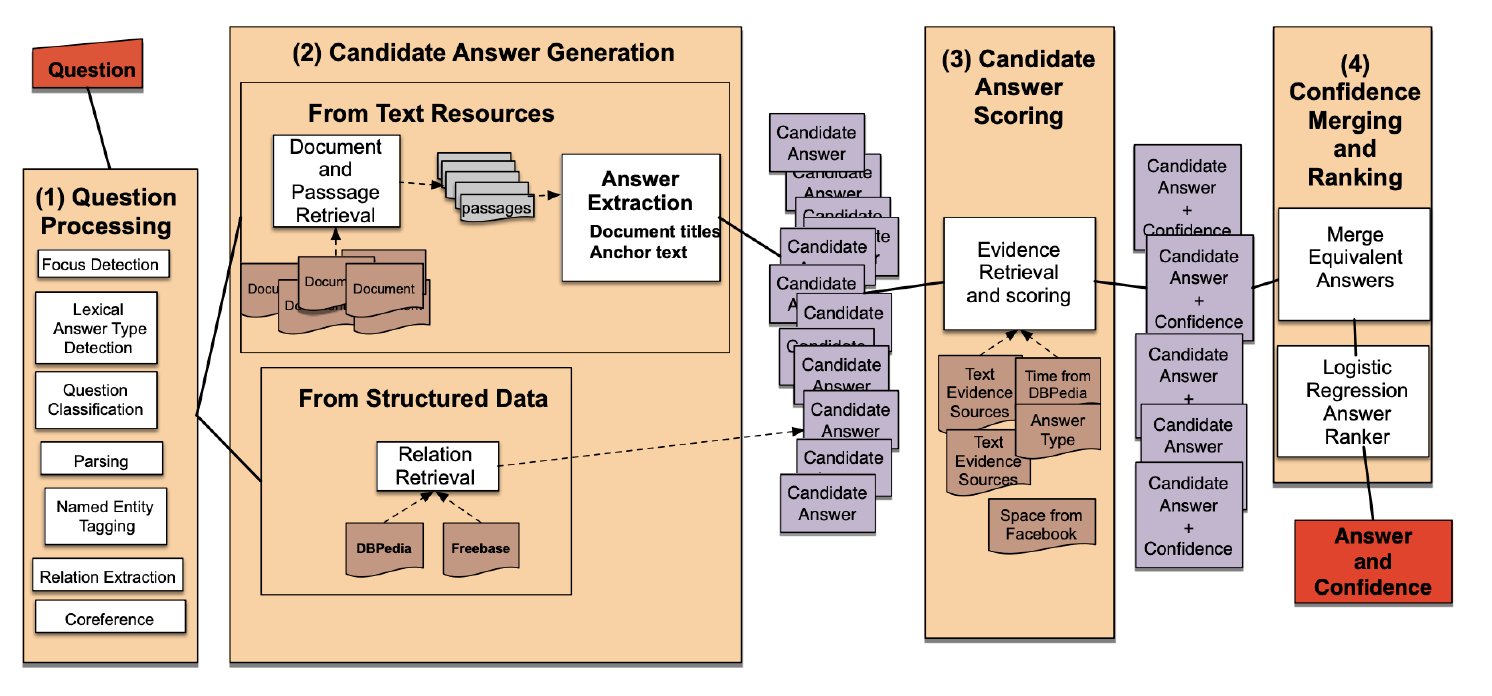 Question
(1) Question
Processing
Focus Detection
Lexical
Answer Type
Detection
Question
Classification
Parsing
Named Entity
Tagging
Relation Extraction
Coreference
(2) Candidate Answer Generation
From Text Resources
Document
and
Passsage
Retrieval
passages
Answer
Extraction
Document titles
Anchor text
Docu
Docum
Document
From Structured Data
Relation
Retrieval
DBPedia
Freebase
Candidate
Answer
Candidate
Answer
Candidate
Candidate
Candidate
Candidate
Candidate
Answer
Candidate
Answer
Candidate
Answer
Candidate
Answer
(3) Candidate
Answer
Scoring
Evidence
Retrieval
and scoring
Text
Evidence
Sources
Time from
DBPedia
Answer
Type
Text
Evidence
Sources
Space from
Facebook
Candidate
Answer
+
Confidence
Candidate
Answer
+
Confidence
Candidate
Answer
+
Candidate
Answer
Candidate
Answer
+
Confidence
(4)
Confidence
Merging
and
Ranking
Merge
Equivalent
Answers
Logistic
Regression
Answer
Ranker
Answer
and
Confidence